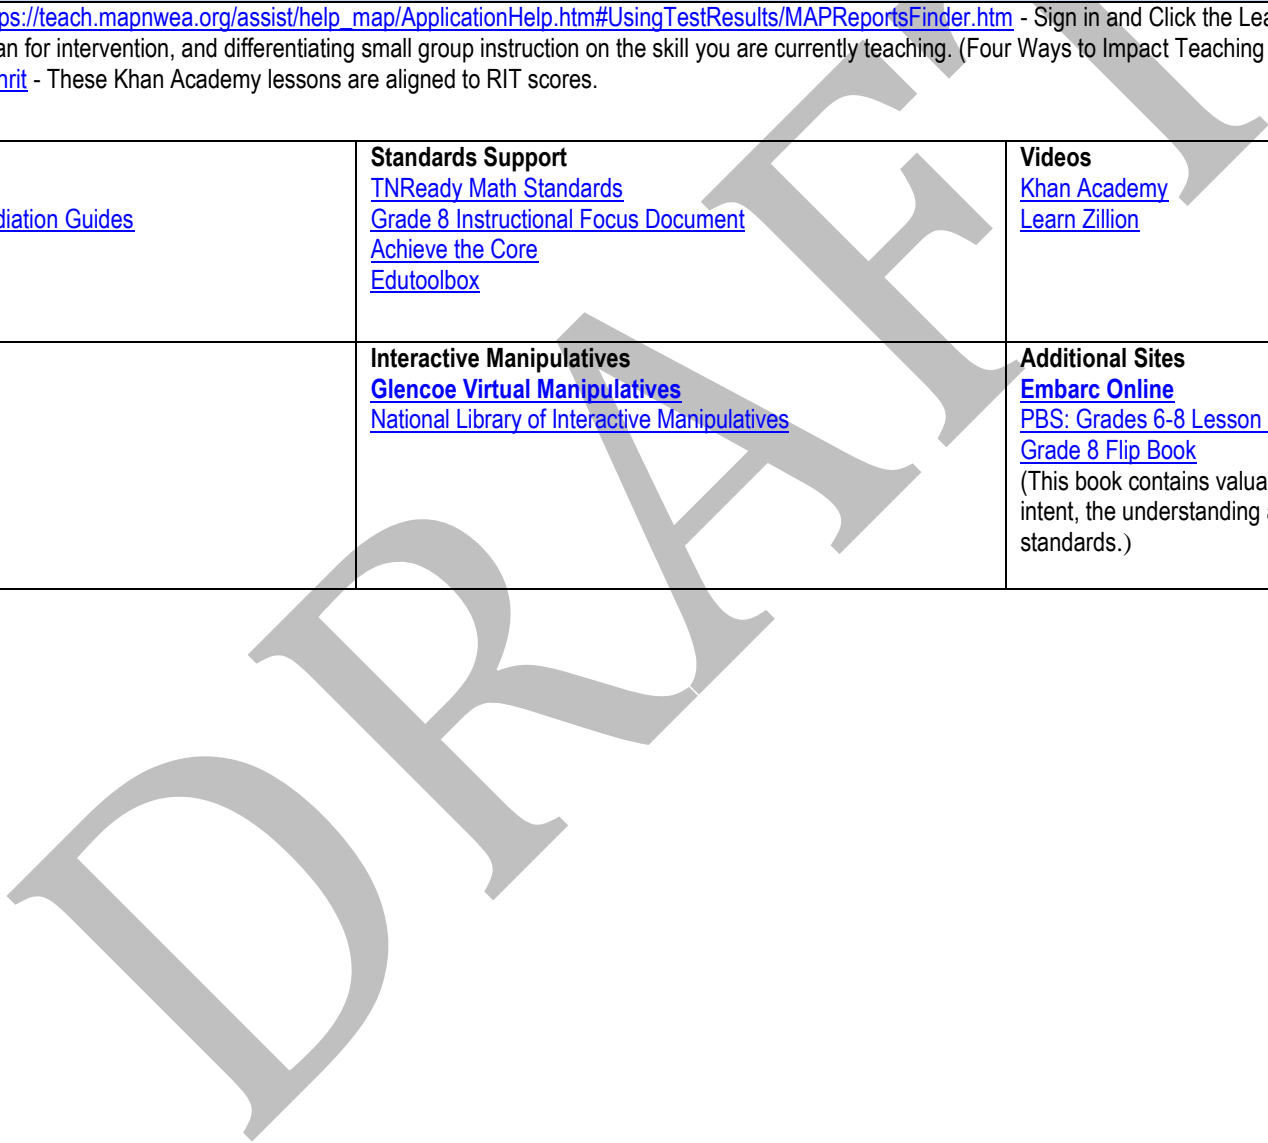 ps://teach.mapnwea.org/assist/help_map/ApplicationHelp.htm#UsingTestResults/MAPReportsFinder.htm - Sign in and Click the Lea
an for intervention, and differentiating small group instruction on the skill you are currently teaching. (Four Ways to Impact Teaching
hrit - These Khan Academy lessons are aligned to RIT scores.
diation Guides
Standards Support
TNReady Math Standards
Grade 8 Instructional Focus Document
Achieve the Core
Edutoolbox
Videos
Khan Academy
Learn Zillion
Interactive Manipulatives
Glencoe Virtual Manipulatives
National Library of Interactive Manipulatives
Additional Sites
Embarc Online
PBS: Grades 6-8 Lesson
Grade 8 Flip Book
(This book contains valua
intent, the understanding a
standards.)
DRAFT